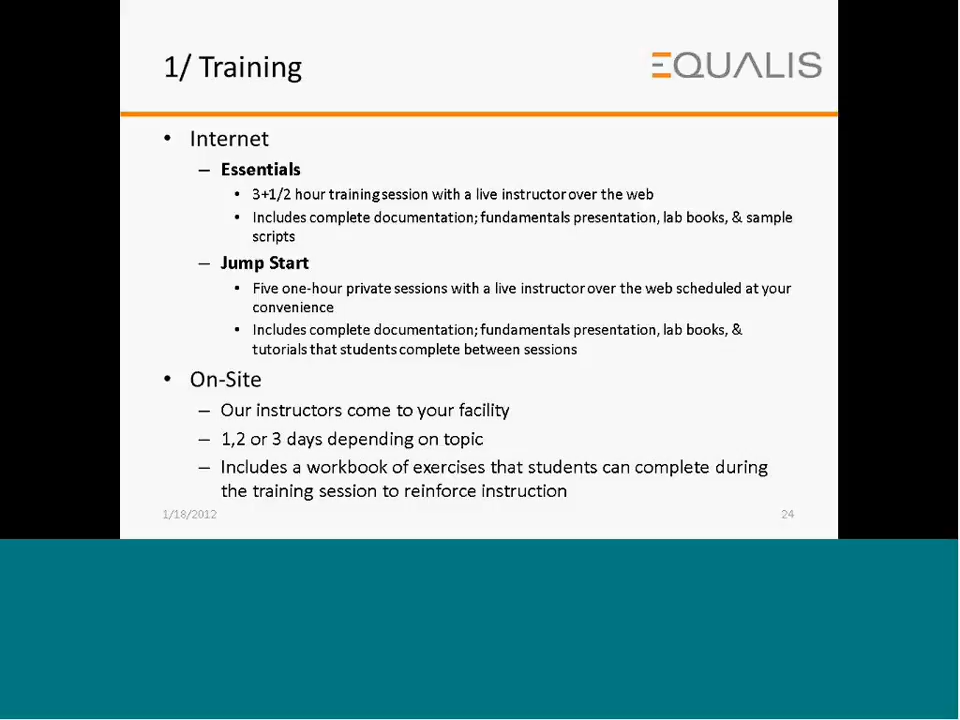 1/ Training
EQUALIS
• Internet
– Essentials
• 3+1/2 hour training session with a live instructor over the web
• Includes complete documentation; fundamentals presentation, lab books, & sample
scripts
– Jump Start
• Five one-hour private sessions with a live instructor over the web scheduled at your
convenience
• Includes complete documentation; fundamentals presentation, lab books, &
tutorials that students complete between sessions
• On-Site
– Our instructors come to your facility
– 1,2 or 3 days depending on topic
– Includes a workbook of exercises that students can complete during
the training session to reinforce instruction
1/18/2012
24